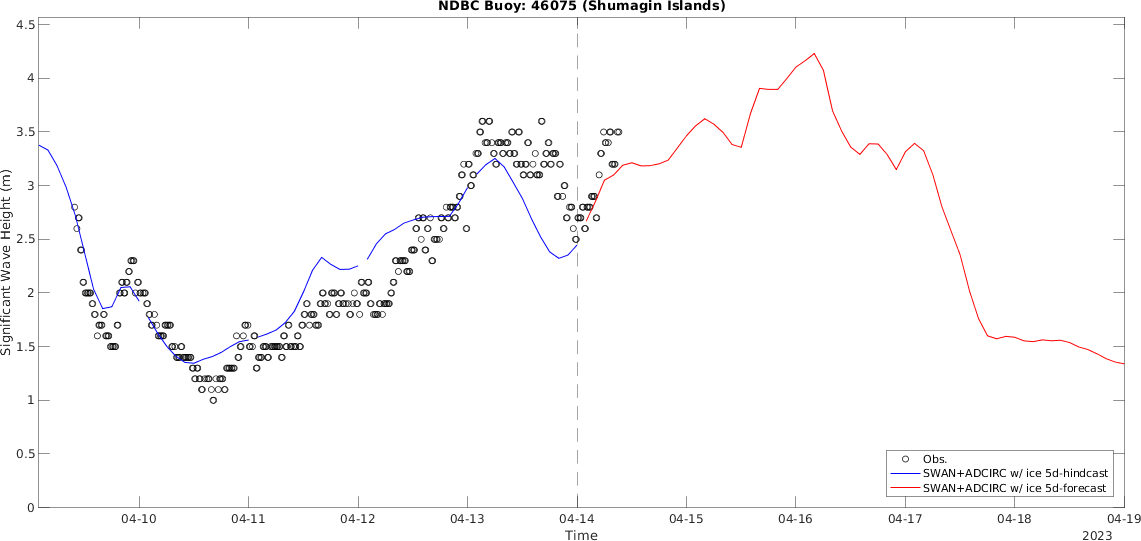 NDBC Buoy: 46075 (Shumagin Islands)
4.5
4
3.5
3
2.5
2
1.5
1
0.5
0
Significant Wave Height (m)
Obs.
SWAN+ADCIRC w/ ice 5d-hindcast
SWAN+ADCIRC w/ ice 5d-forecast
04-10 04-11 04-12 04-13 04-14 04-15 04-16 04-17 04-18 04-19
Time
2023